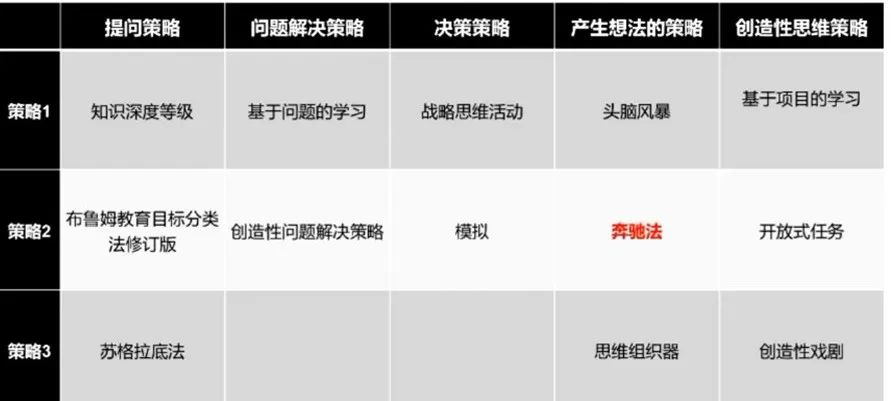 提问策略 问题解决策略 决策策略 产生想法的策略 创造性思维策略
策略1 知识深度等级 基于问题的学习 战略思维活动 头脑风暴 基于项目的学习
策略2 布鲁姆教育目标分类
法修订版 创造性问题解决策略 模拟 奔驰法 开放式任务
策略3 苏格拉底法 思维组织器 创造性戏剧